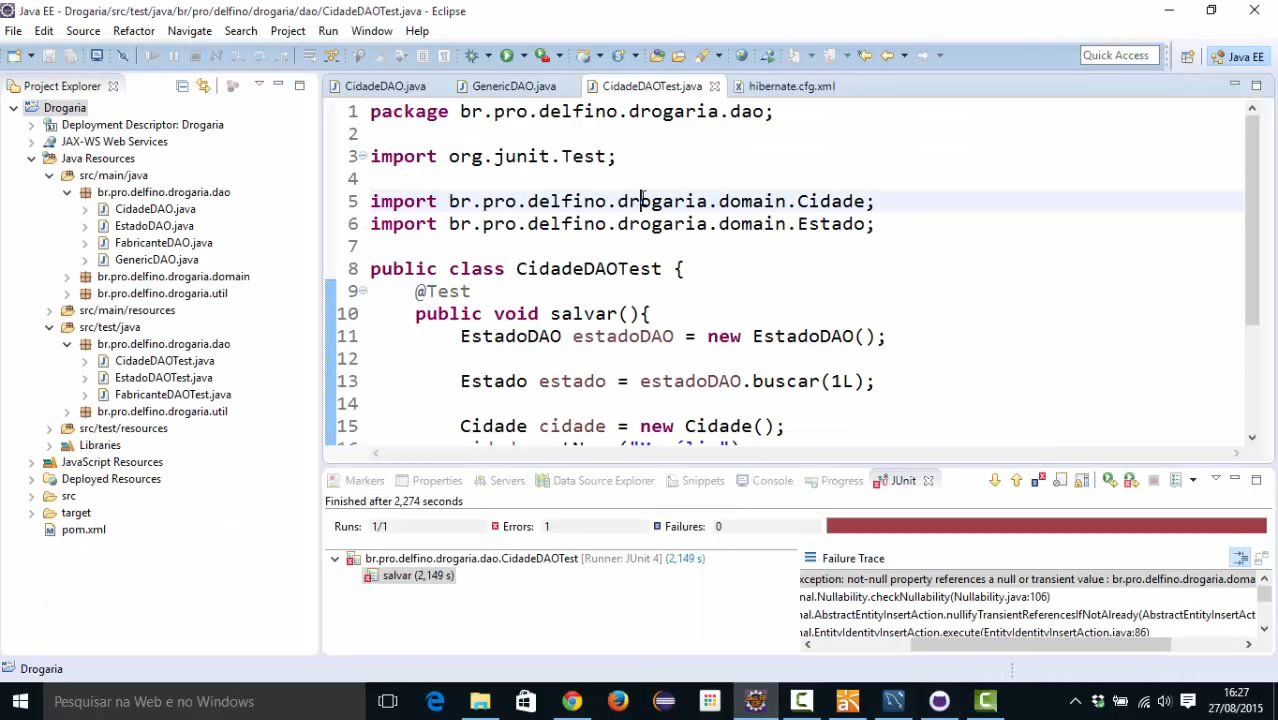 Java EE - Drogaria/src/test/java/br/pro/delfino/drogaria/dao/CidadeDAOTest.java - Eclipse
File Edit Source Refactor Navigate Search Project Run Window Help
Quick Access
Java EE
Project Explorer
Drogaria
Deployment Descriptor: Drogaria
JAX-WS Web Services
Java Resources
src/main/java
br.pro.delfino.drogaria.dao
CidadeDAO.java
EstadoDAO.java
FabricanteDAO.java
GenericDAO.java
br.pro.delfino.drogaria.domain
br.pro.delfino.drogaria.util
src/main/resources
src/test/java
br.pro.delfino.drogaria.dao
CidadeDAOTest.java
EstadoDAOTest.java
FabricanteDAOTest.java
br.pro.delfino.drogaria.util
src/test/resources
Libraries
JavaScript Resources
Deployed Resources
src
target
pom.xml
CidadeDAO.java GenericDAO.java CidadeDAOTest.java hibernate.cfg.xml
1 package br.pro.delfino.drogaria.dao;
2
3 import org.junit.Test;
4
5 import br.pro.delfino.drogaria.domain.Cidade;
6 import br.pro.delfino.drogaria.domain.Estado;
7
8 public class CidadeDAOTest {
9 @Test
10 public void salvar(){
11 EstadoDAO estadoDAO = new EstadoDAO();
12
13 Estado estado = estadoDAO.buscar(1L);
14
15 Cidade cidade = new Cidade();
Markers Properties Servers Data Source Explorer Snippets Console Progress JUnit
Finished after 2,274 seconds
Runs: 1/1 Errors: 1 Failures: 0
br.pro.delfino.drogaria.dao.CidadeDAOTest [Runner: JUnit 4] (2,149 s)
salvar (2,149 s)
Failure Trace
exception: not-null property references a null or transient value : br.pro.delfino.drogaria.doma
nal.Nullability.checkNullability(Nullability.java:106)
nal.AbstractEntityInsertAction.nullifyTransientReferencesIfNotAlready(AbstractEntityInsertAct
nal.EntityIdentityInsertAction.execute(EntityIdentityInsertAction.java:86)
Drogaria
Pesquisar na Web e no Windows
16:27
27/08/2015